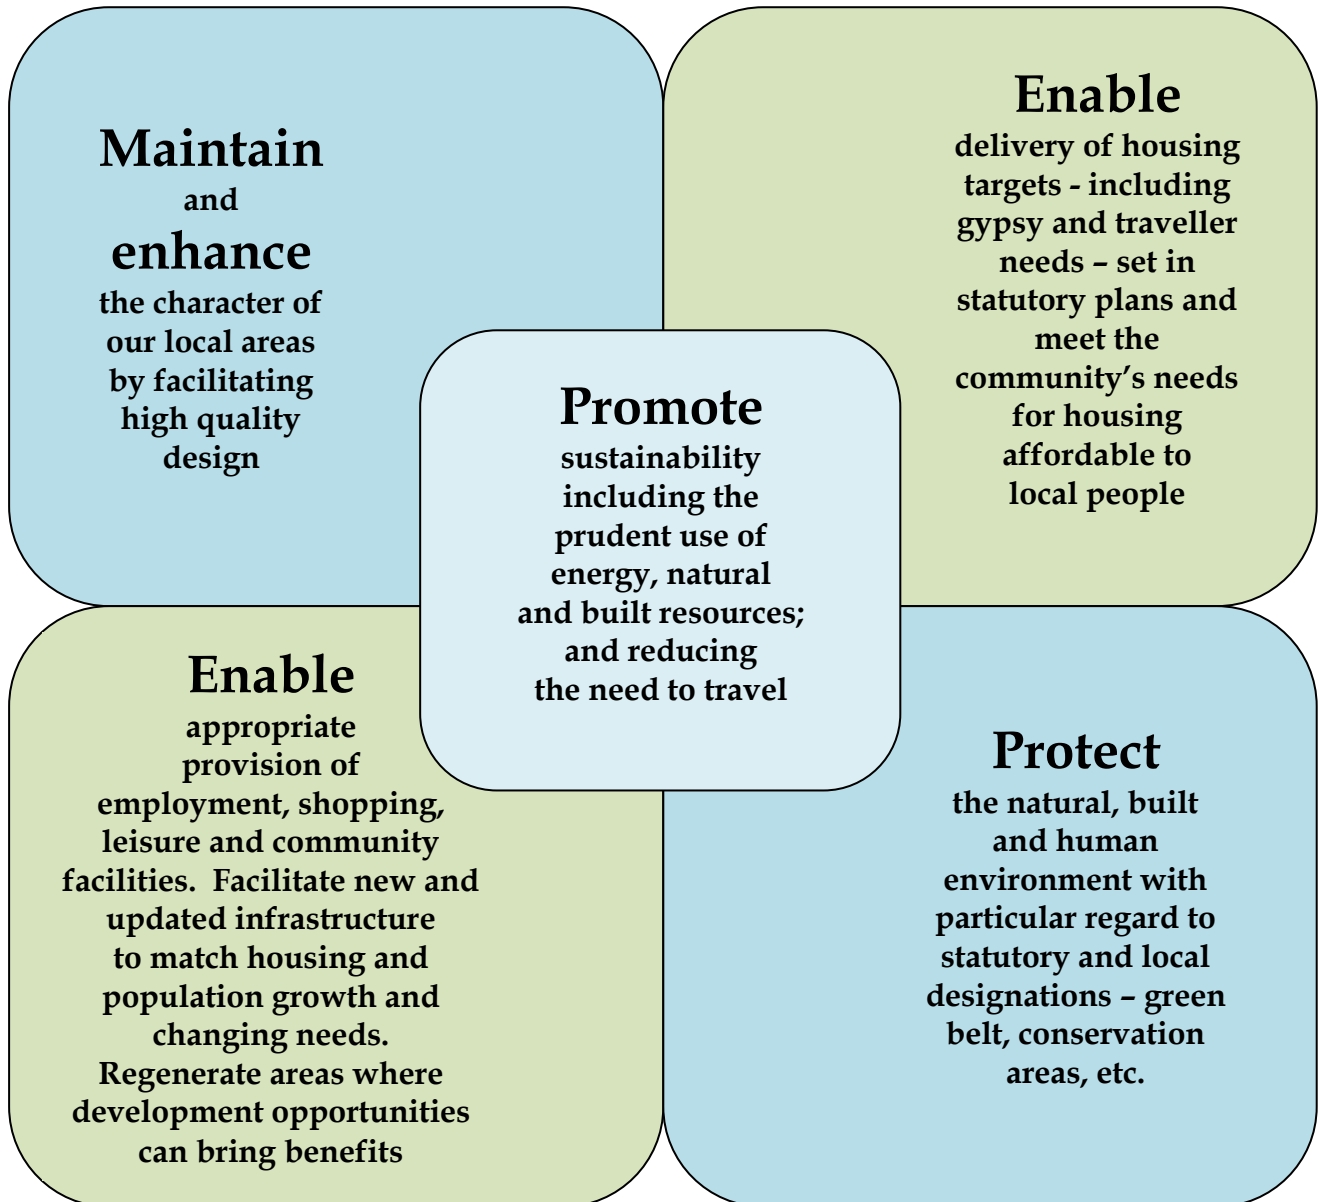 Maintain
and
enhance
the character of
our local areas
by facilitating
high quality
design
Enable
delivery of housing
targets - including
gypsy and traveller
needs – set in
statutory plans and
meet the
community’s needs
for housing
affordable to
local people
Promote
sustainability
including the
prudent use of
energy, natural
and built resources;
and reducing
the need to travel
Enable
appropriate
provision of
employment, shopping,
leisure and community
facilities.  Facilitate new and
updated infrastructure
to match housing and
population growth and
changing needs.
Regenerate areas where
development opportunities
can bring benefits
Protect
the natural, built
and human
environment with
particular regard to
statutory and local
designations – green
belt, conservation
areas, etc.